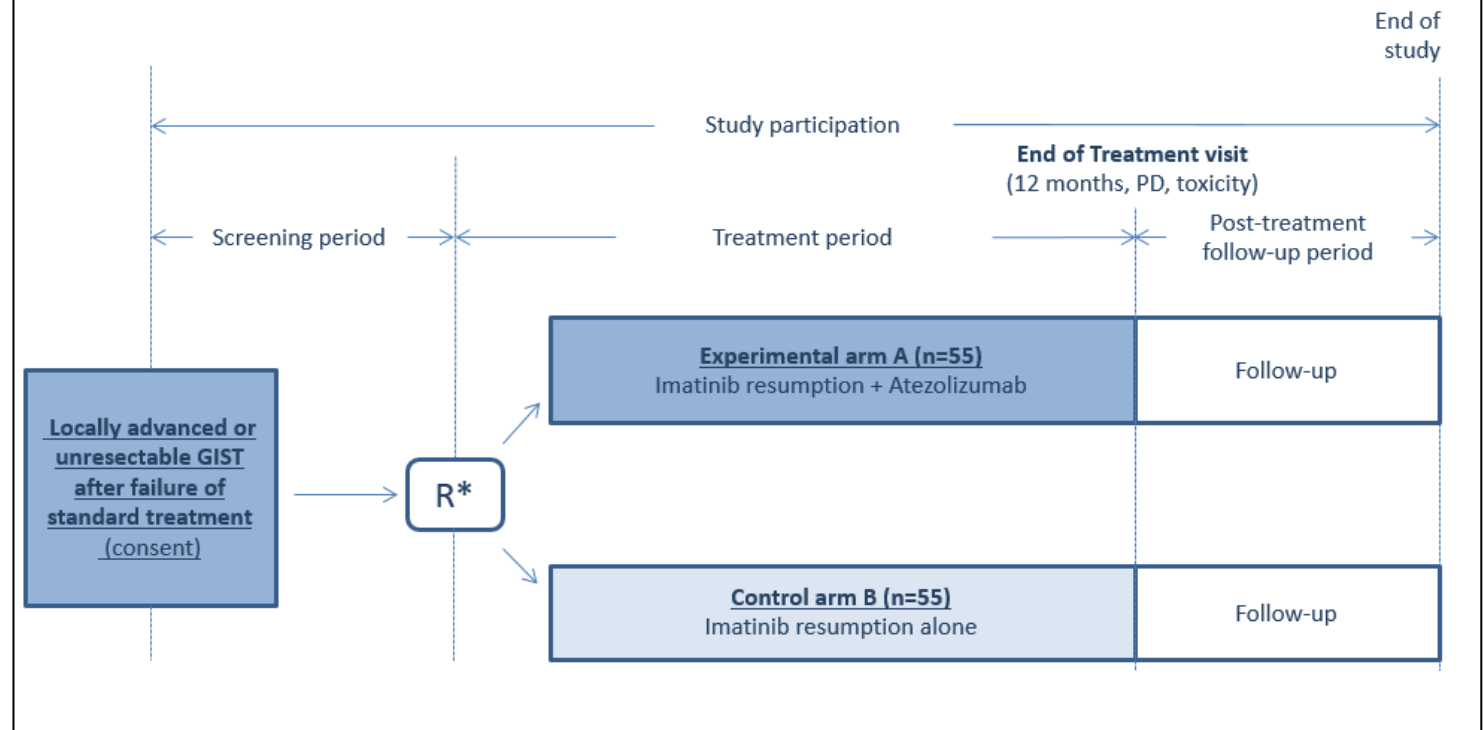 End of
study
Study participation
End of Treatment visit
(12 months, PD, toxicity)
Screening period
Treatment period
Post-treatment
follow-up period
Experimental arm A (n=55)
Imatinib resumption + Atezolizumab
Follow-up
Locally advanced or
unresectable GIST
after failure of
standard treatment
(consent)
R*
Control arm B (n=55)
Imatinib resumption alone
Follow-up